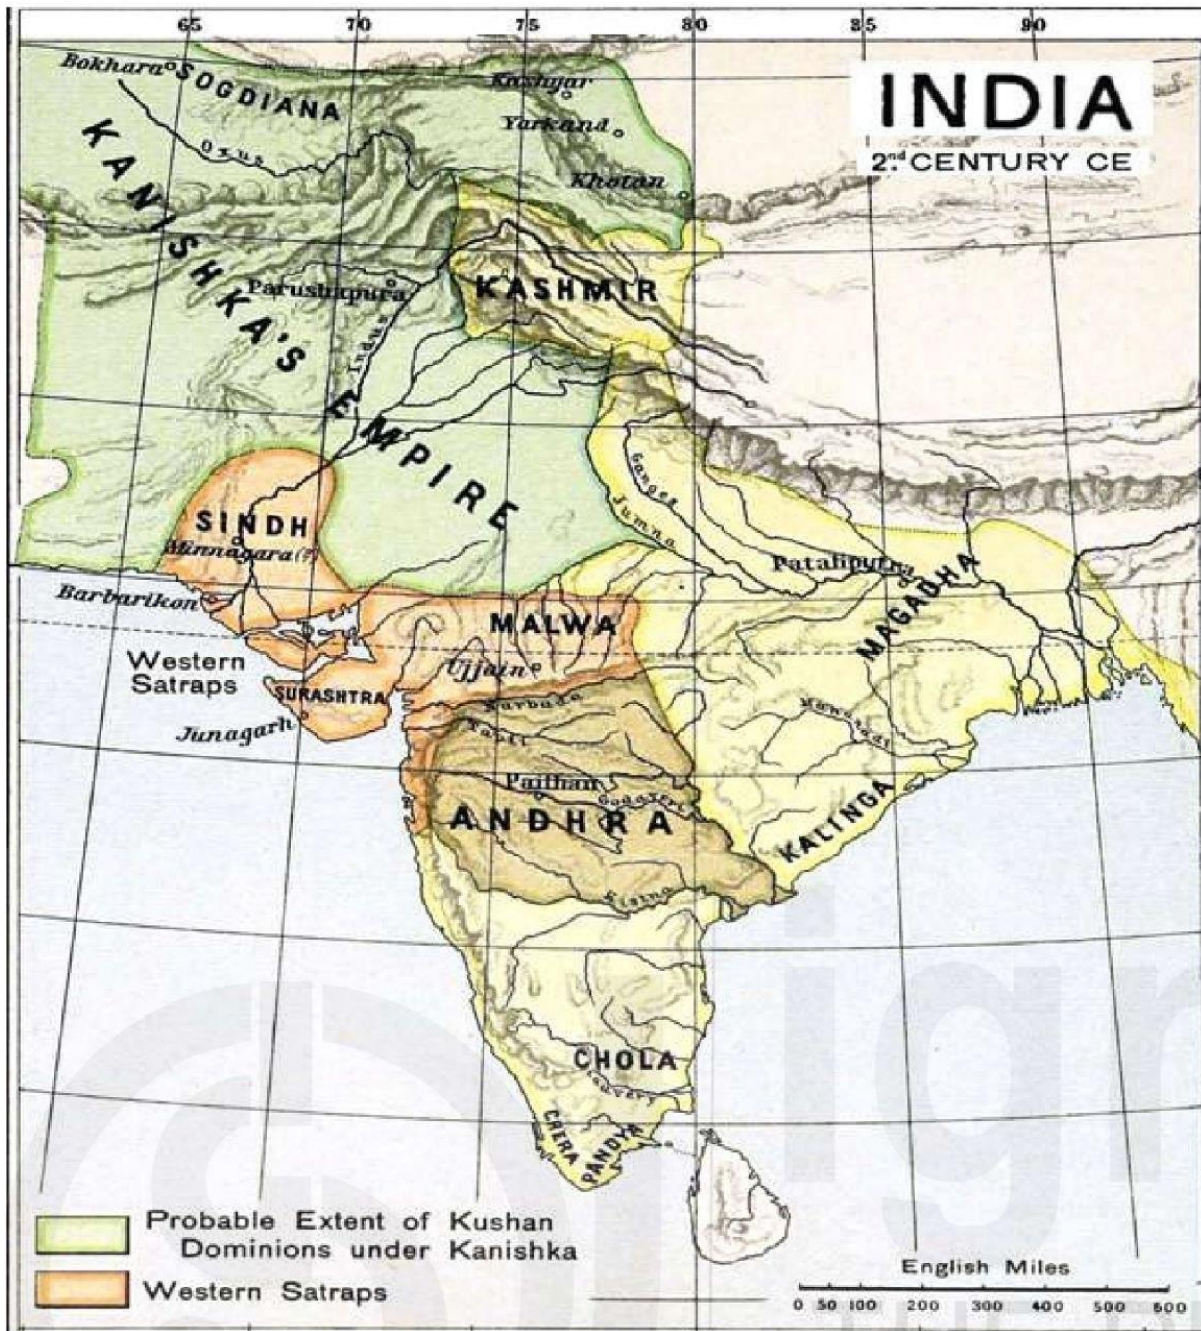 65 70 75 80 85 90
INDIA
2nd CENTURY CE
Bokhara
SOGDIANA
Kashgar
Yarkand
Oxus
Khotan
KANISHKA'S EMPIRE
KASHMIR
Parushapura
Indus
SINDH
Minnagara(?)
Ganges
Jumna
Pataliputra
MAGADHA
Barbarikon
MALWA
Western
Satraps
Ujjain
SURASHTRA
Narbada
Junagarh
Tapti
Paithan
Godavery
ANDHRA
KALINGA
Kistna
CHOLA
Cauvery
CHERA
PANDYA
Probable Extent of Kushan
Dominions under Kanishka
Western Satraps
English Miles
0 50 100 200 300 400 500 600
ign